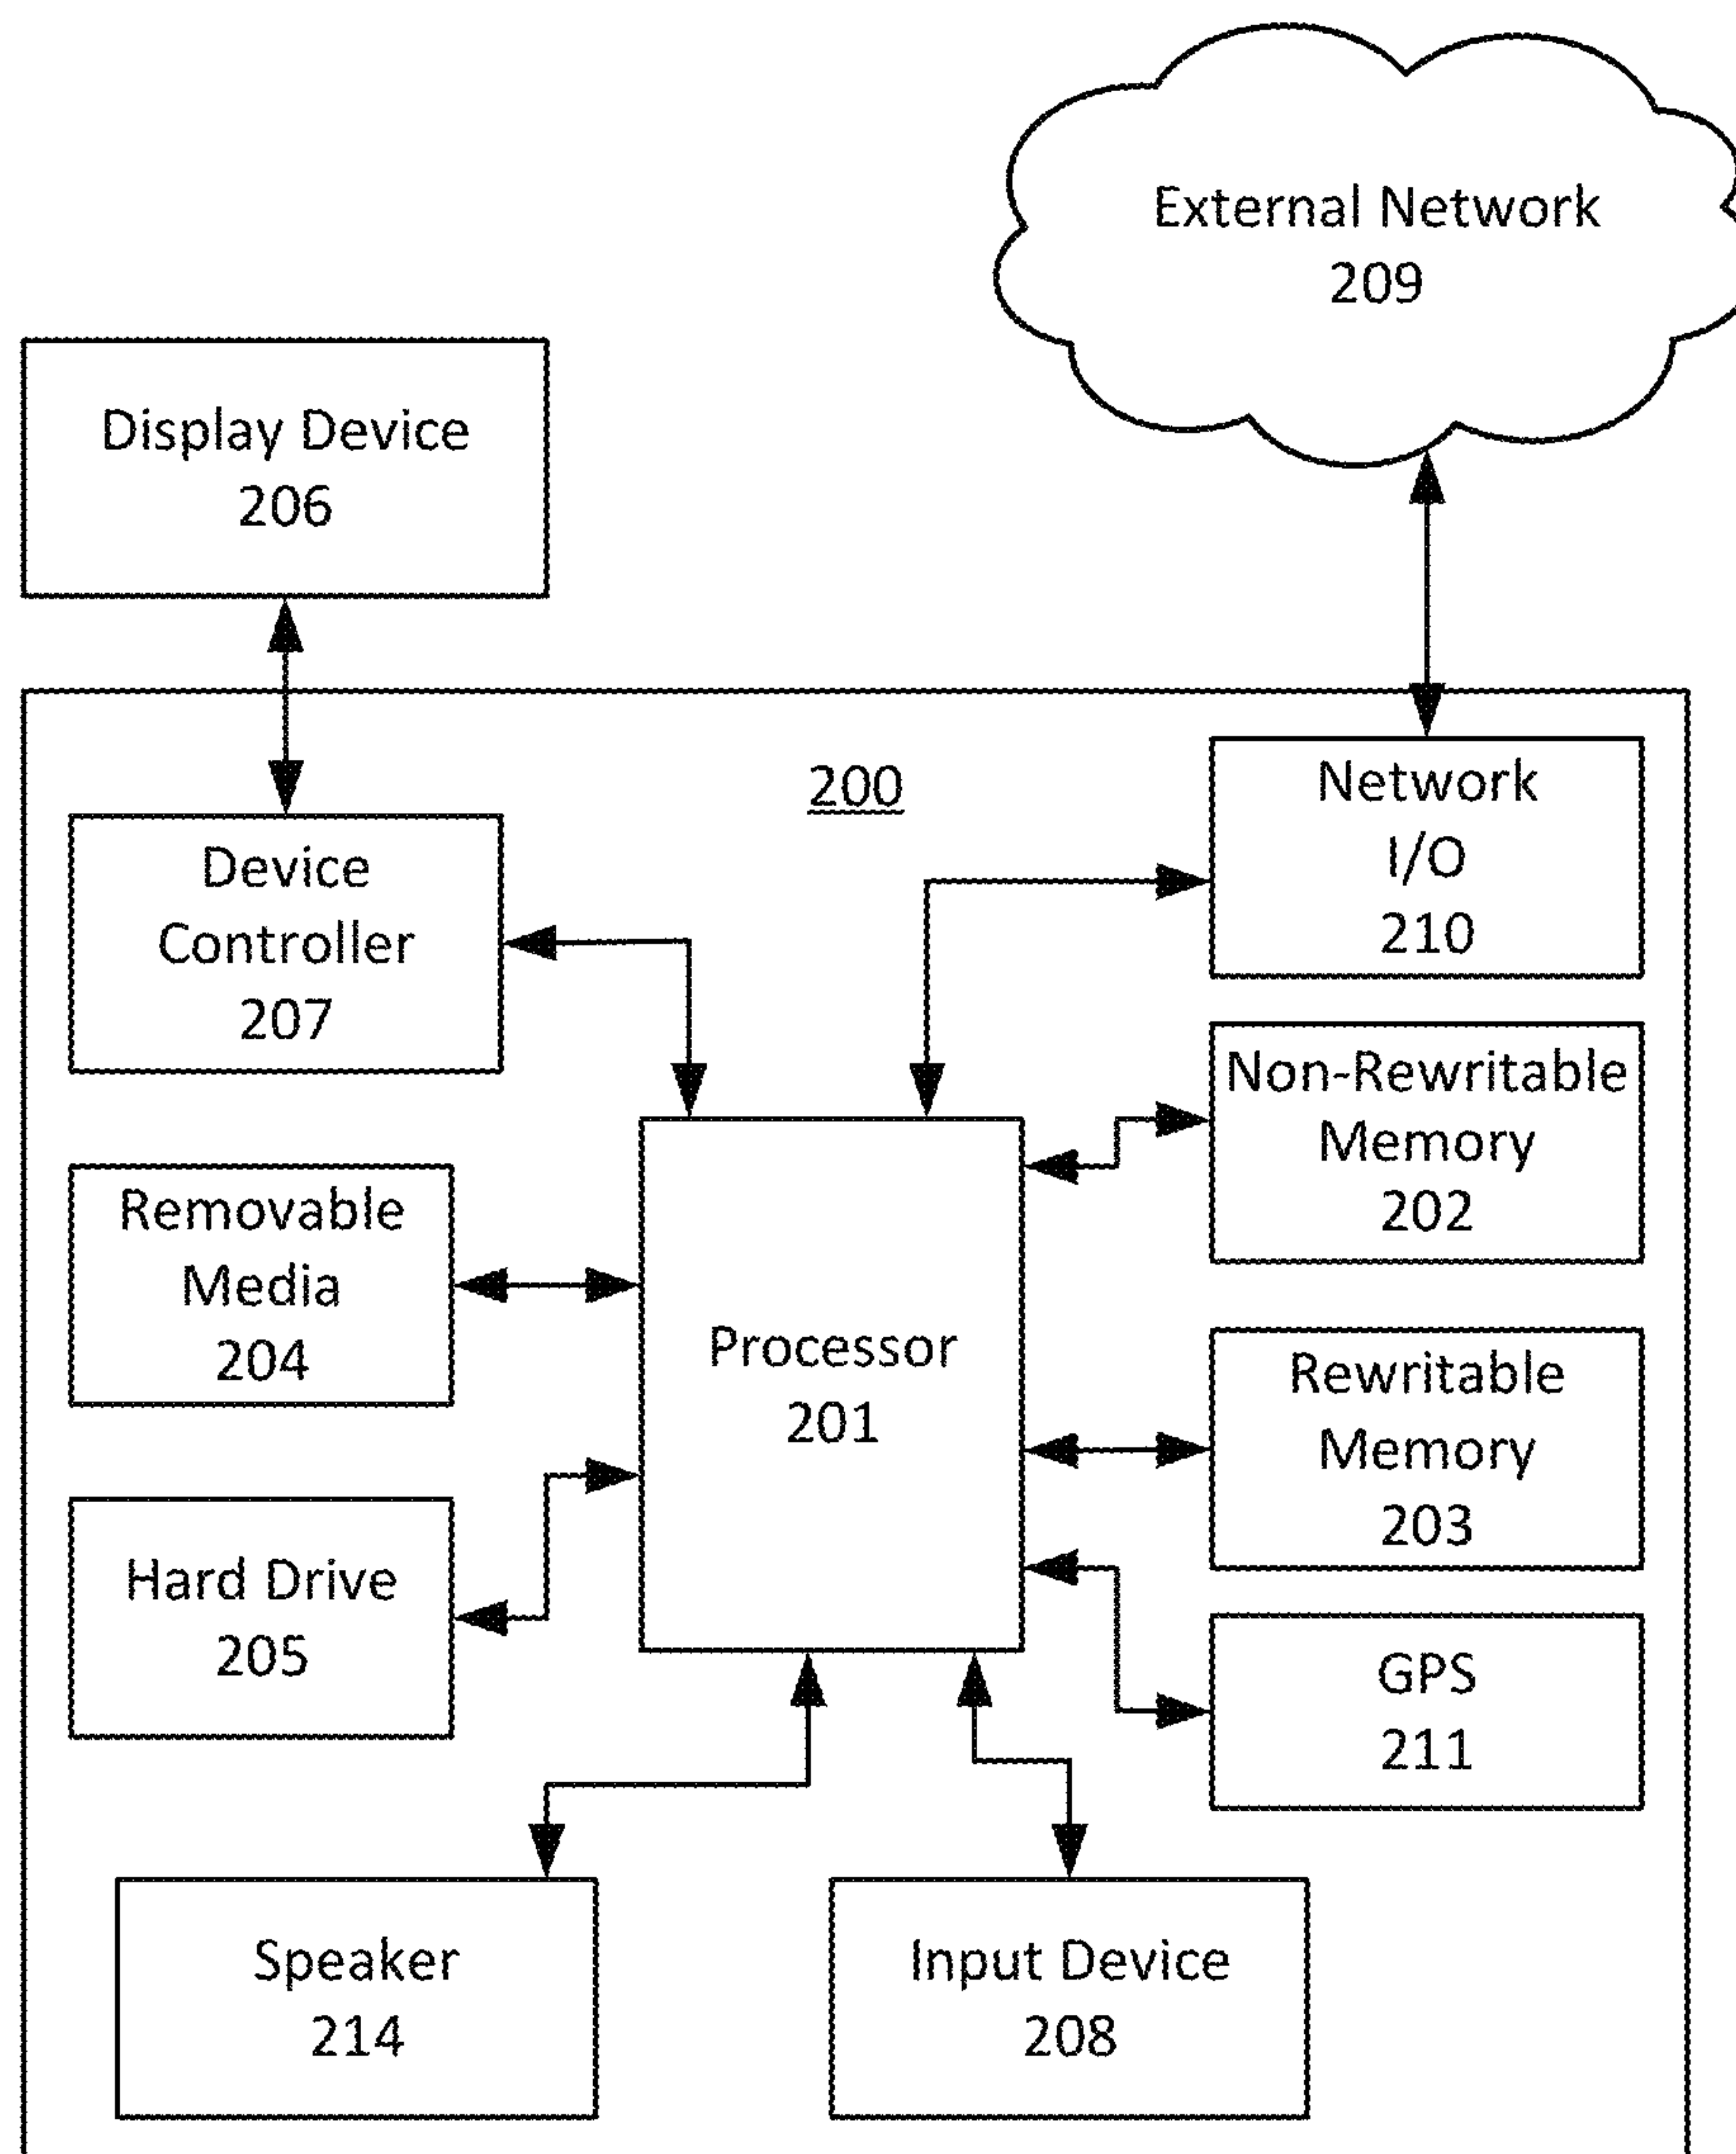 External Network
209
Display Device
206
200
Network
I/O
210
Device
Controller
207
Non-Rewritable
Memory
202
Removable
Media
204
Processor
201
Rewritable
Memory
203
Hard Drive
205
GPS
211
Speaker
214
Input Device
208